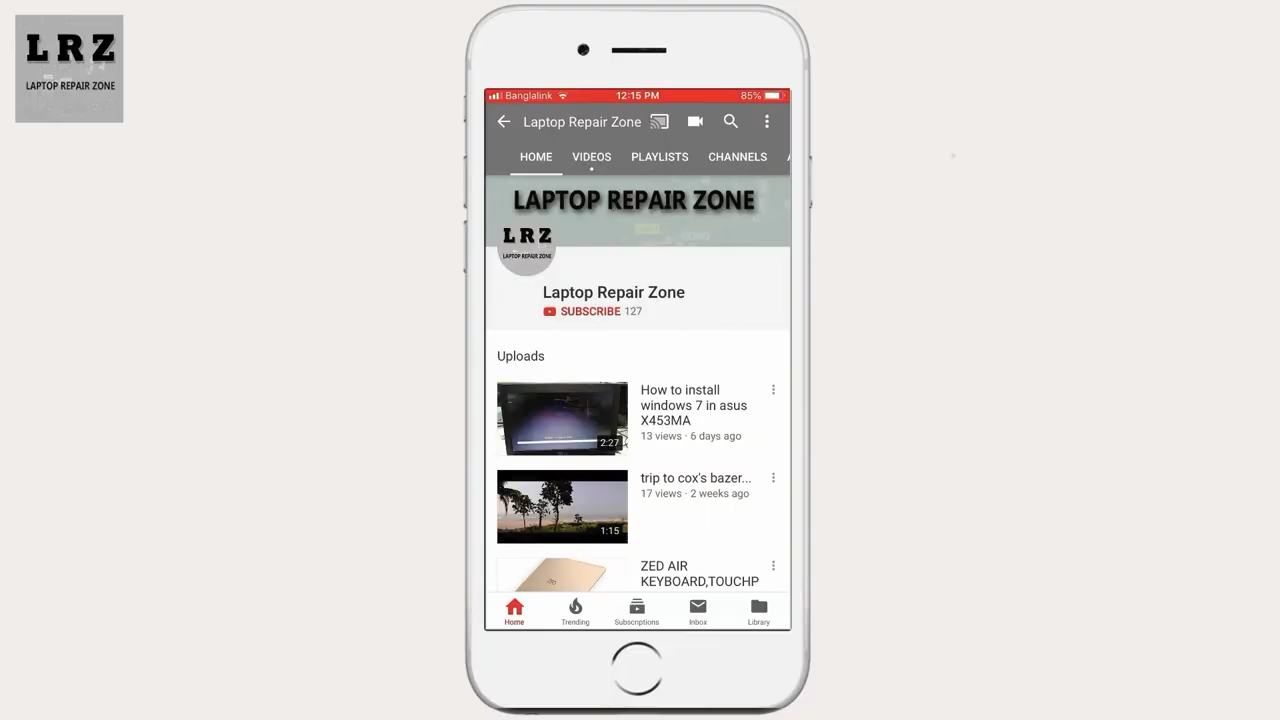 L R Z
LAPTOP REPAIR ZONE
Banglalink 12:15 PM 85%
Laptop Repair Zone
HOME VIDEOS PLAYLISTS CHANNELS
LAPTOP REPAIR ZONE
L R Z
LAPTOP REPAIR ZONE
Laptop Repair Zone
SUBSCRIBE 127
Uploads
How to install
windows 7 in asus
X453MA
13 views · 6 days ago
2:27
trip to cox's bazer...
17 views · 2 weeks ago
1:15
ZED AIR
KEYBOARD,TOUCHP
Home Trending Subscriptions Inbox Library